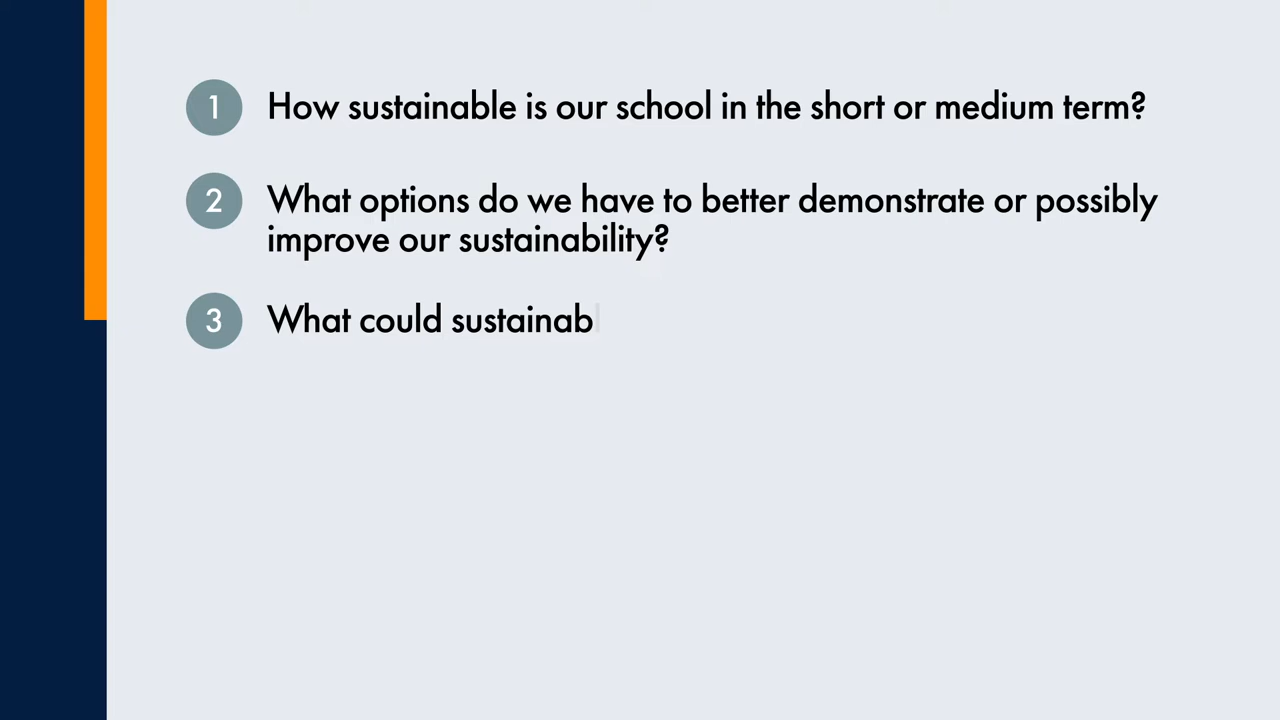 1 How sustainable is our school in the short or medium term?
2 What options do we have to better demonstrate or possibly
improve our sustainability?
3 What could sustainab